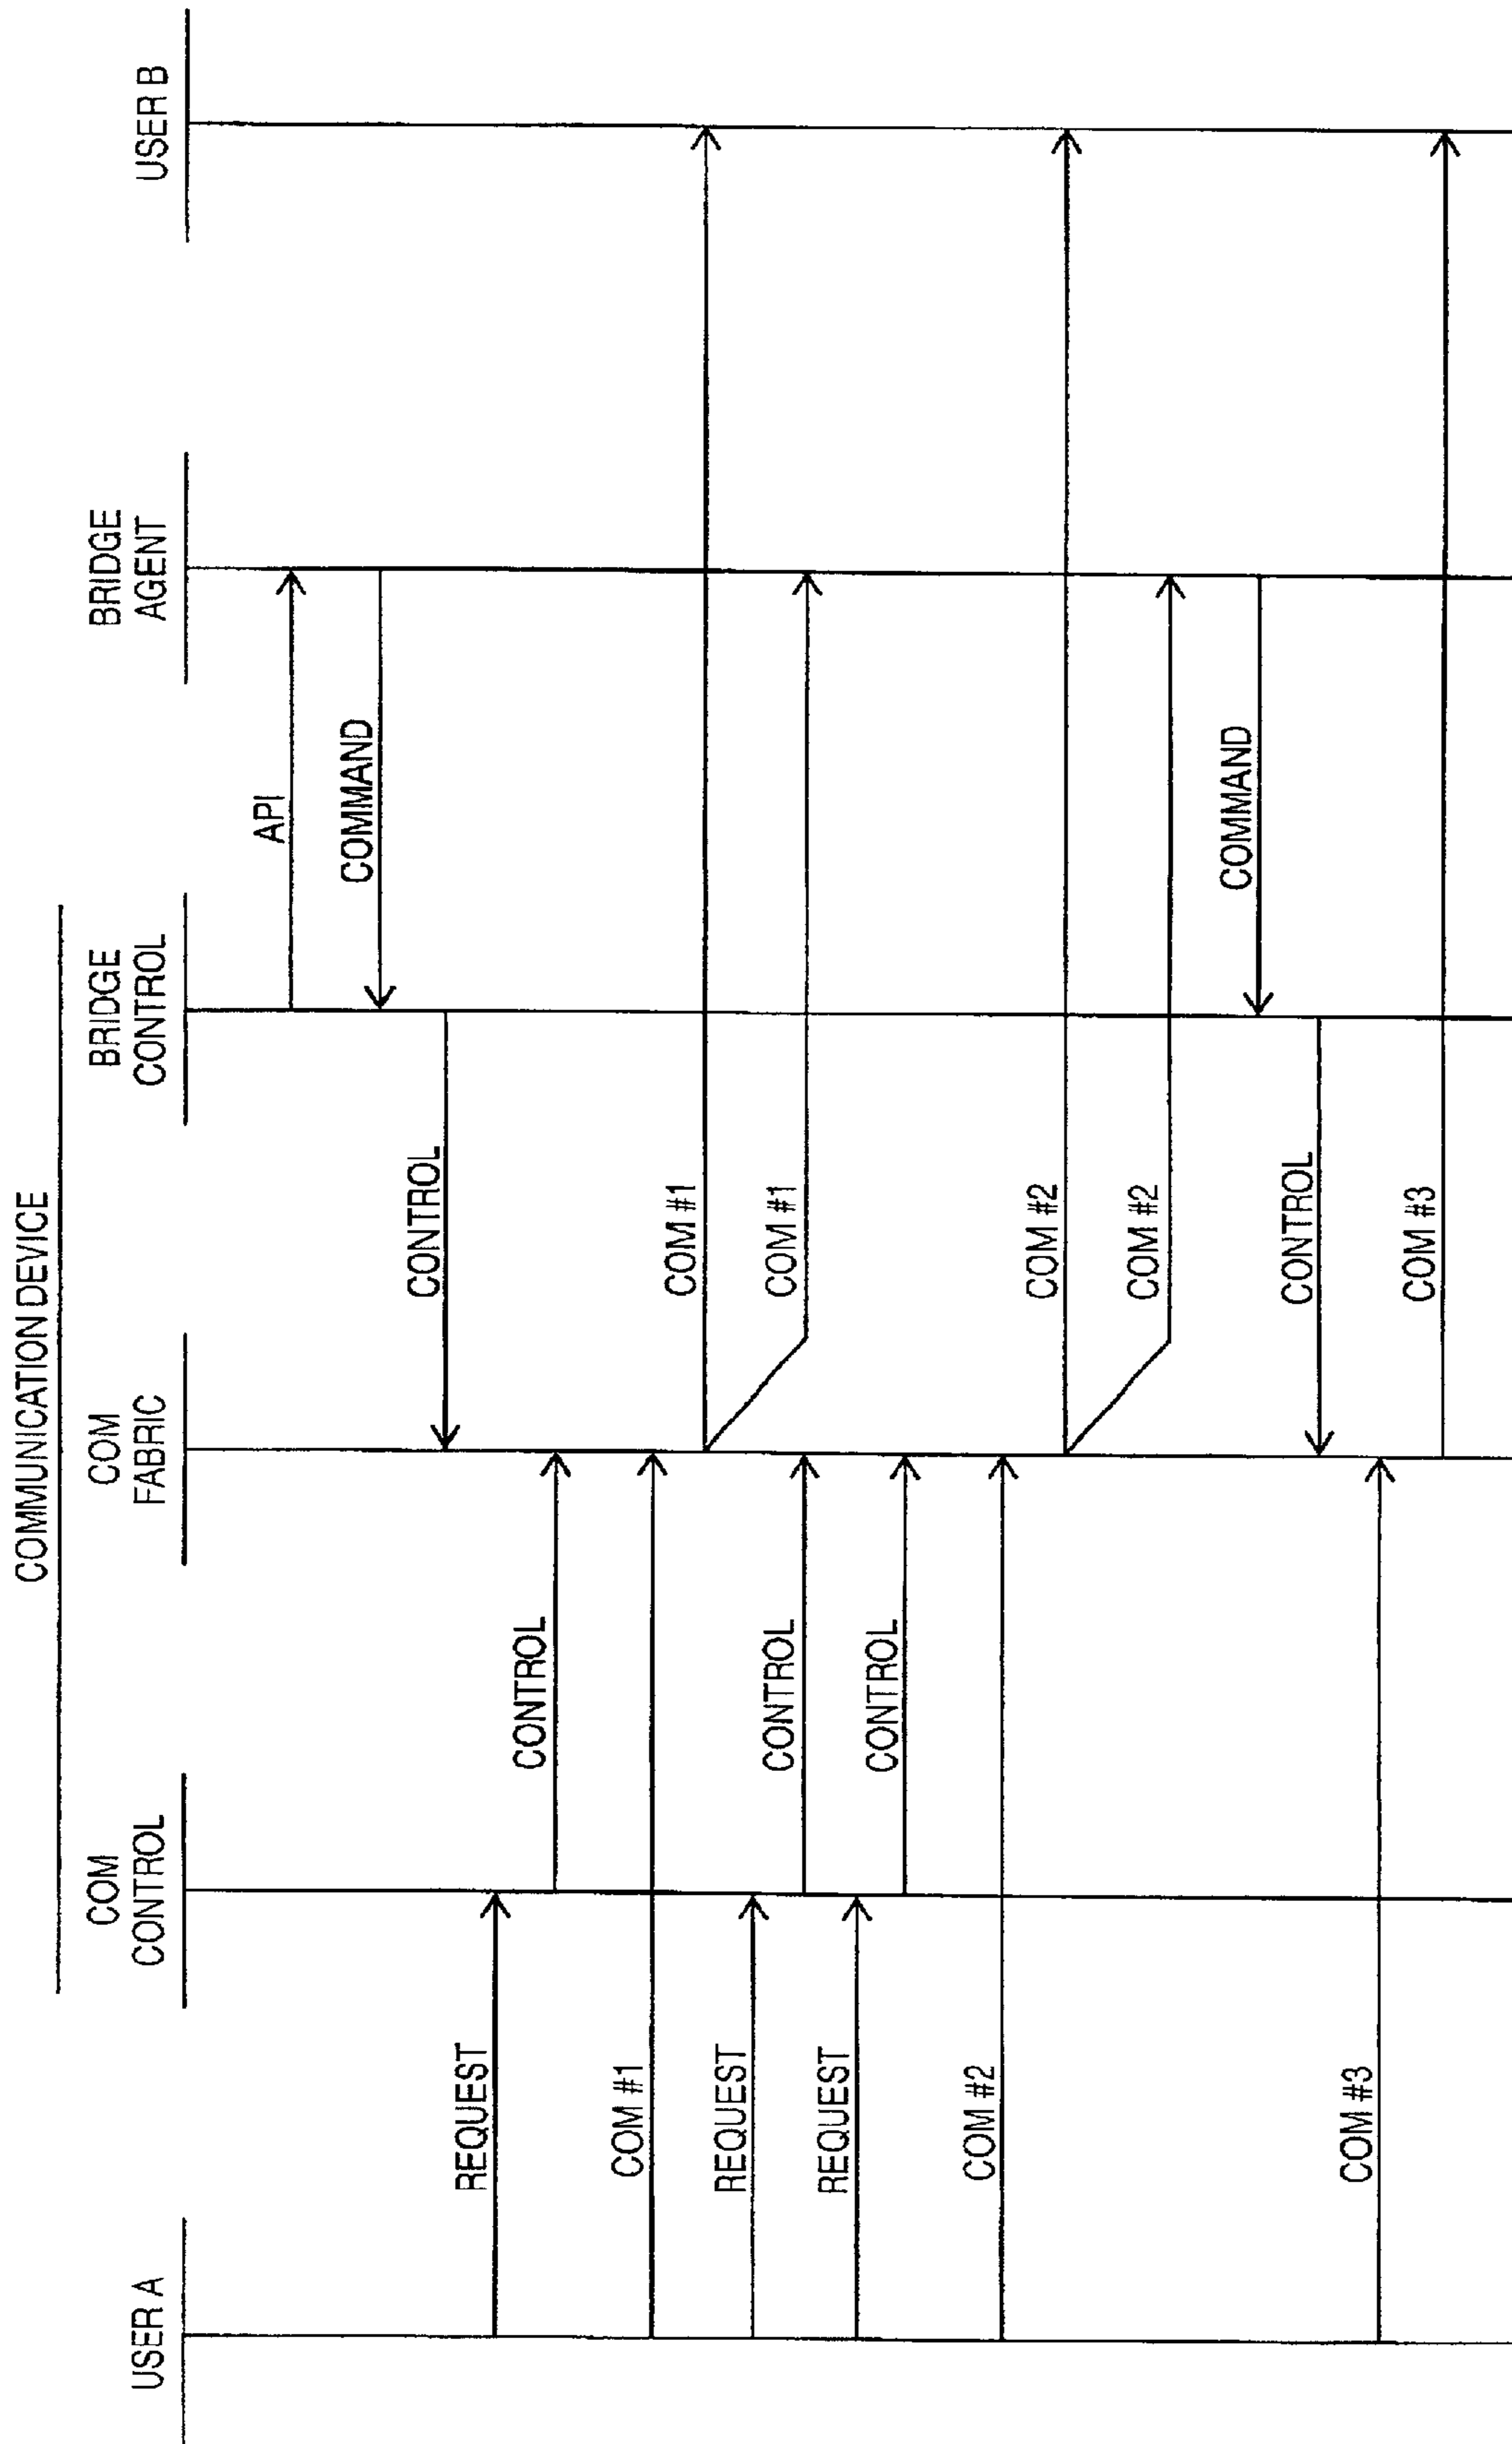 COMMUNICATION DEVICE
USER A
COM
CONTROL
COM
FABRIC
BRIDGE
CONTROL
BRIDGE
AGENT
USER B
API
COMMAND
CONTROL
REQUEST
CONTROL
COM #1
COM #1
REQUEST
CONTROL
COM #1
REQUEST
CONTROL
COM #2
COM #2
COM #2
COMMAND
CONTROL
COM #3
COM #3